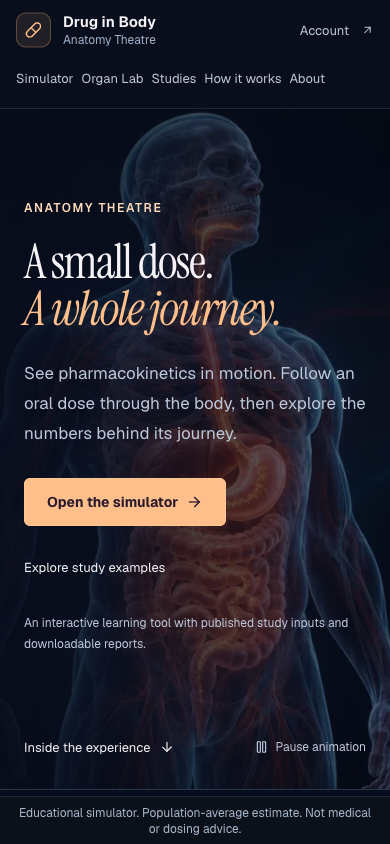 Drug in Body
Anatomy Theatre
Account
Simulator Organ Lab Studies How it works About
ANATOMY THEATRE
A small dose.
A whole journey.
See pharmacokinetics in motion. Follow an
oral dose through the body, then explore the
numbers behind its journey.
Open the simulator →
Explore study examples
An interactive learning tool with published study inputs and
downloadable reports.
Inside the experience ↓
Pause animation
Educational simulator. Population-average estimate. Not medical
or dosing advice.